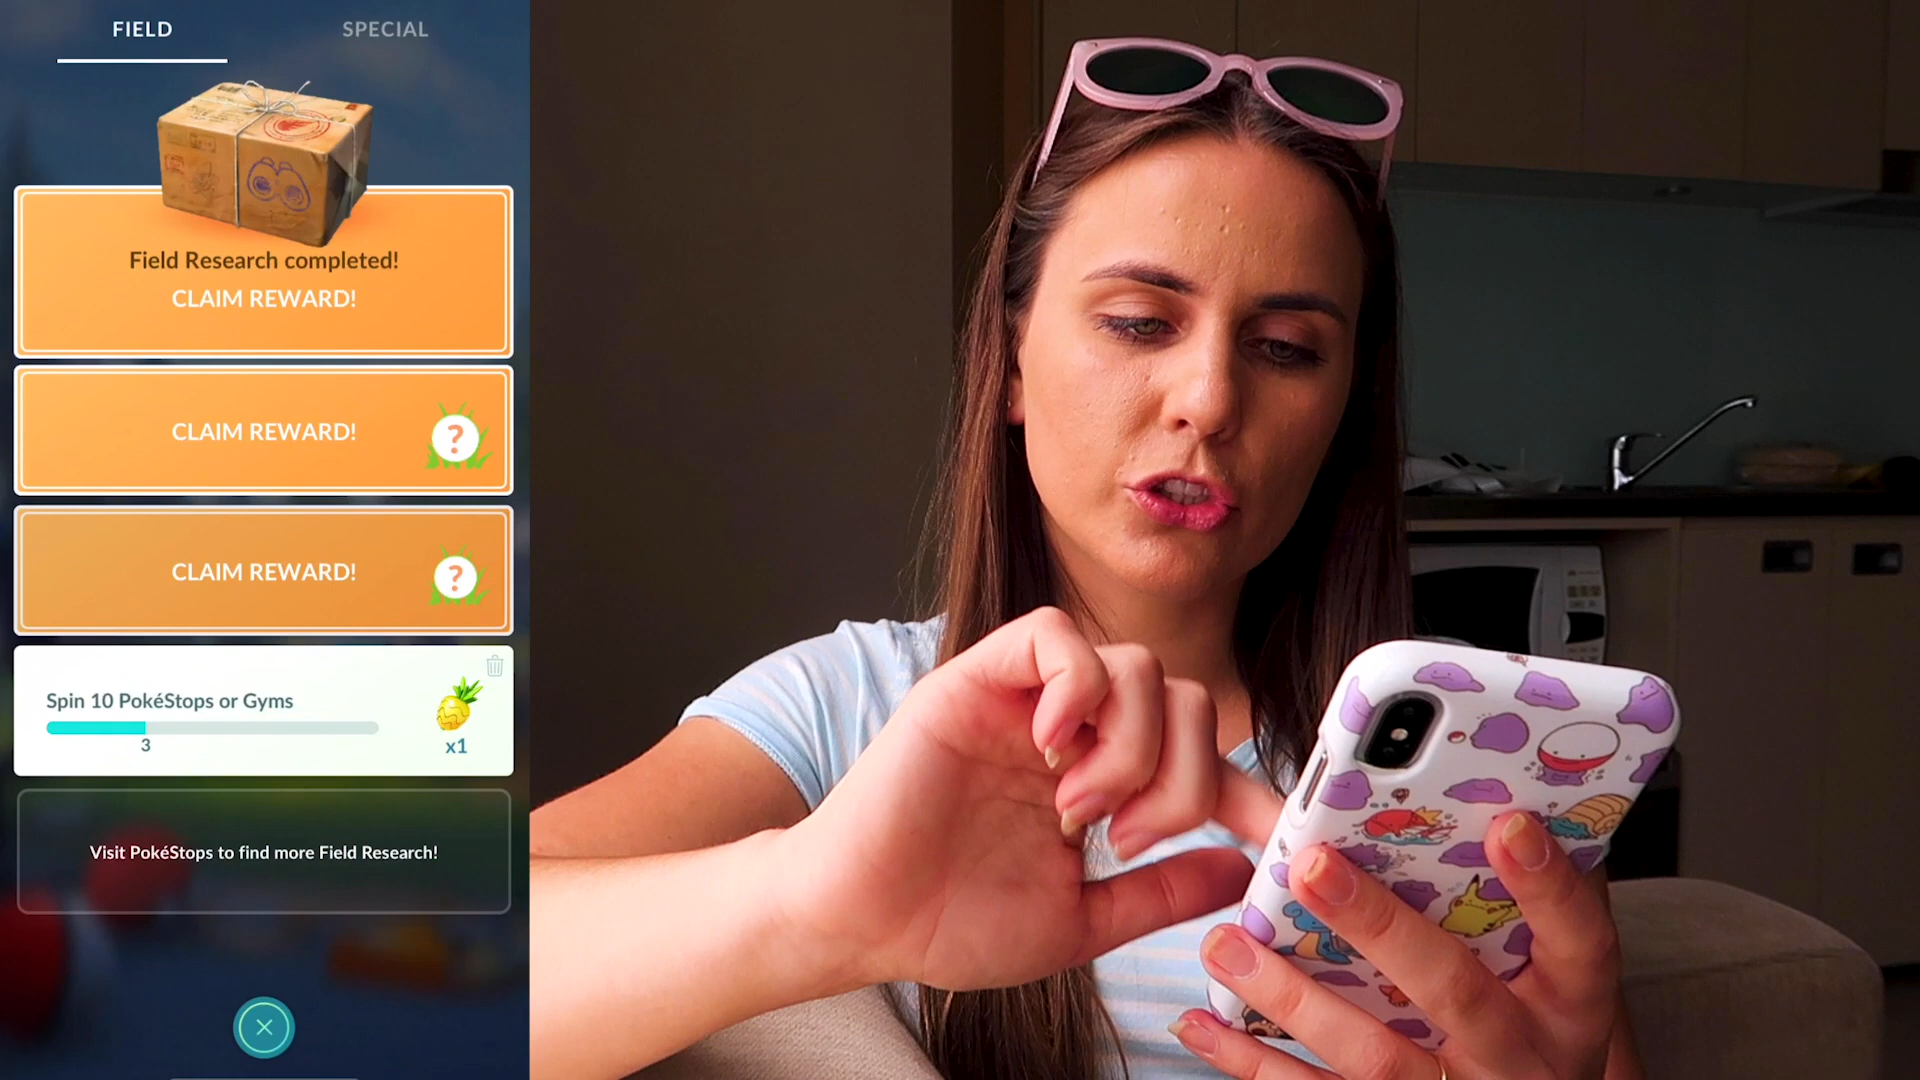 FIELD SPECIAL
Field Research completed!
CLAIM REWARD!
CLAIM REWARD!
?
CLAIM REWARD!
?
Spin 10 PokéStops or Gyms
3
x1
Visit PokéStops to find more Field Research!